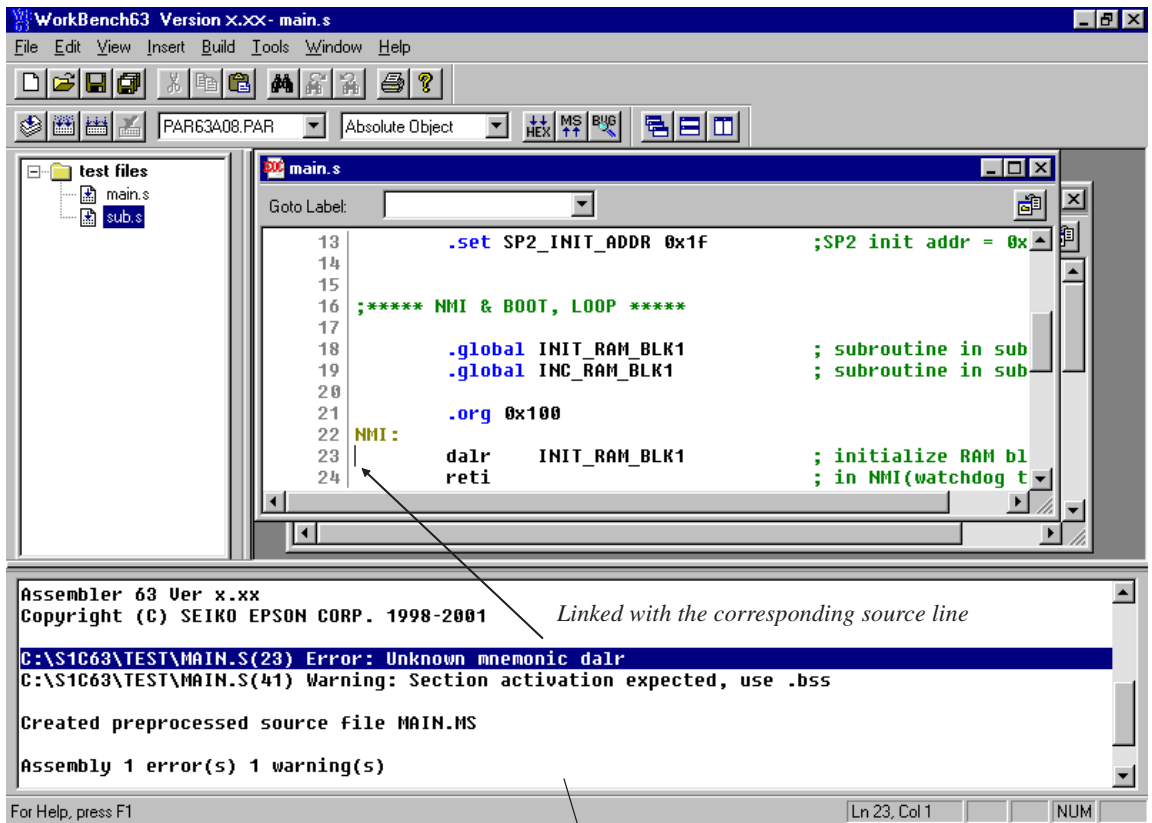 WorkBench63 Version x.xx - main.s
File Edit View Insert Build Tools Window Help
PAR63A08.PAR Absolute Object HEX MS BUG
test files
main.s
sub.s
main.s
Goto Label:
13 .set SP2_INIT_ADDR 0x1f ;SP2 init addr = 0x
14
15
16 ;***** NMI & BOOT, LOOP *****
17
18 .global INIT_RAM_BLK1 ; subroutine in sub
19 .global INC_RAM_BLK1 ; subroutine in sub
20
21 .org 0x100
22 NMI:
23 dalr INIT_RAM_BLK1 ; initialize RAM bl
24 reti ; in NMI(watchdog t
Assembler 63 Ver x.xx
Copyright (C) SEIKO EPSON CORP. 1998-2001
Linked with the corresponding source line
C:\S1C63\TEST\MAIN.S(23) Error: Unknown mnemonic dalr
C:\S1C63\TEST\MAIN.S(41) Warning: Section activation expected, use .bss
Created preprocessed source file MAIN.MS
Assembly 1 error(s) 1 warning(s)
For Help, press F1 Ln 23, Col 1 NUM